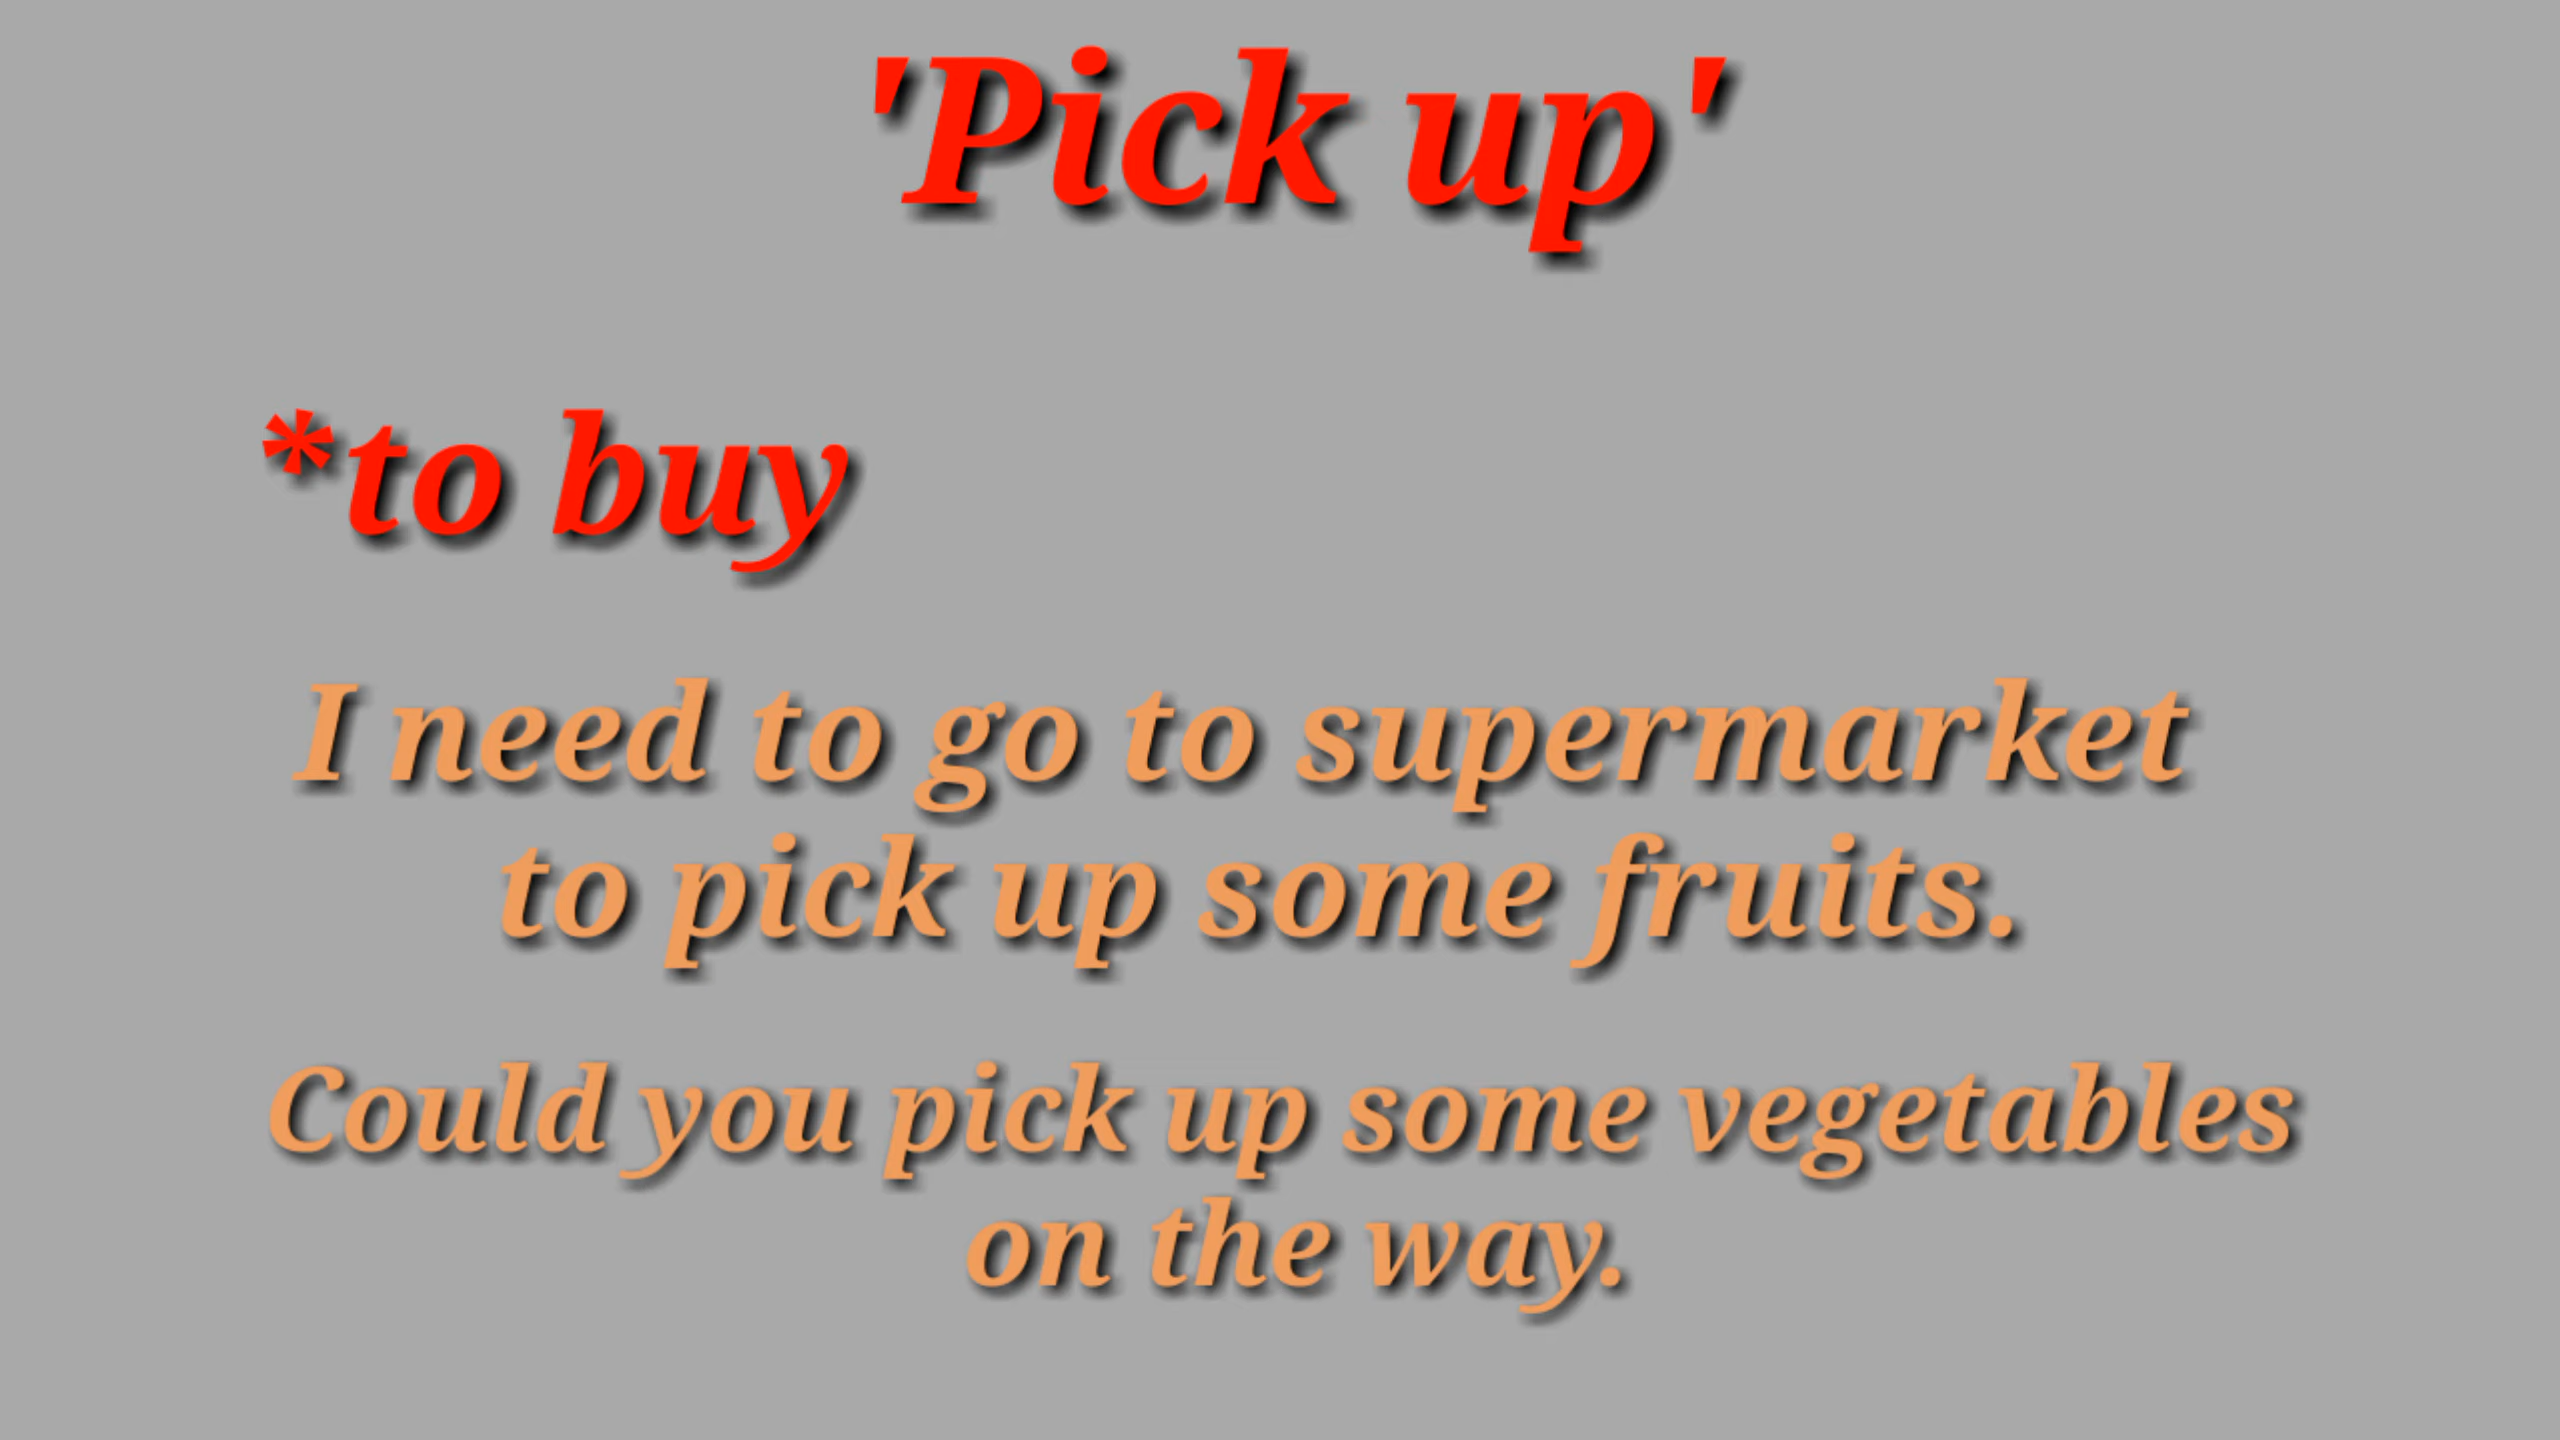 'Pick up'
*to buy
I need to go to supermarket
to pick up some fruits.
Could you pick up some vegetables
on the way.